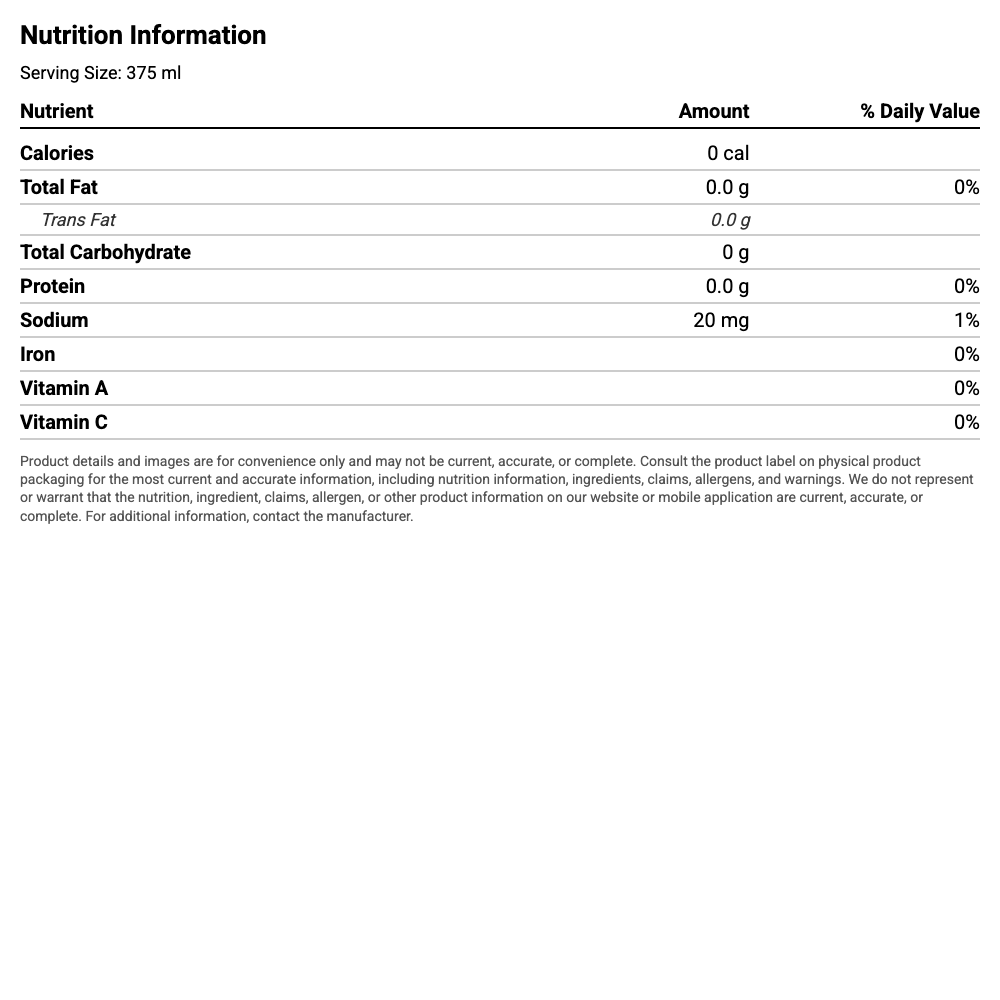 Nutrition Information
Serving Size: 375 ml
Nutrient Amount % Daily Value
Calories 0 cal
Total Fat 0.0 g 0%
Trans Fat 0.0 g
Total Carbohydrate 0 g
Protein 0.0 g 0%
Sodium 20 mg 1%
Iron 0%
Vitamin A 0%
Vitamin C 0%
Product details and images are for convenience only and may not be current, accurate, or complete. Consult the product label on physical product
packaging for the most current and accurate information, including nutrition information, ingredients, claims, allergens, and warnings. We do not represent
or warrant that the nutrition, ingredient, claims, allergen, or other product information on our website or mobile application are current, accurate, or
complete. For additional information, contact the manufacturer.